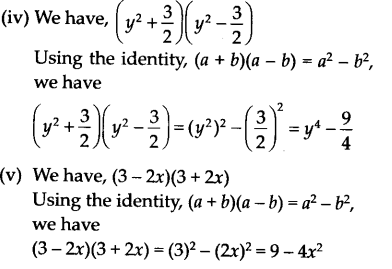 (iv) We have, (y² + 3/2)(y² − 3/2)
Using the identity, (a + b)(a − b) = a² − b²,
we have
(y² + 3/2)(y² − 3/2) = (y²)² − (3/2)² = y⁴ − 9/4
(v) We have, (3 − 2x)(3 + 2x)
Using the identity, (a + b)(a − b) = a² − b²,
we have
(3 − 2x)(3 + 2x) = (3)² − (2x)² = 9 − 4x²